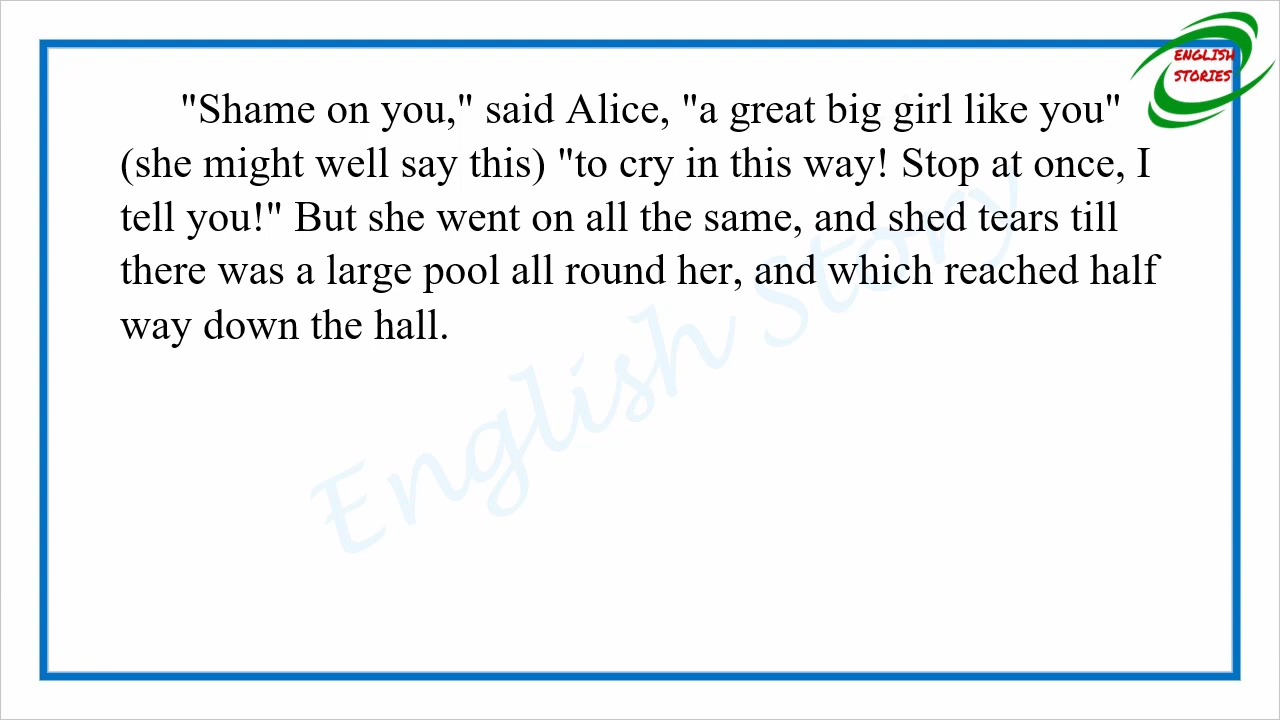 ENGLISH
STORIES
"Shame on you," said Alice, "a great big girl like you"
(she might well say this) "to cry in this way! Stop at once, I
tell you!" But she went on all the same, and shed tears till
there was a large pool all round her, and which reached half
way down the hall.
English Story